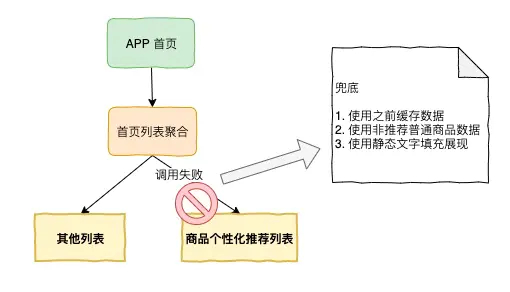 APP 首页
首页列表聚合
调用失败
其他列表
商品个性化推荐列表
兜底
1. 使用之前缓存数据
2. 使用非推荐普通商品数据
3. 使用静态文字填充展现